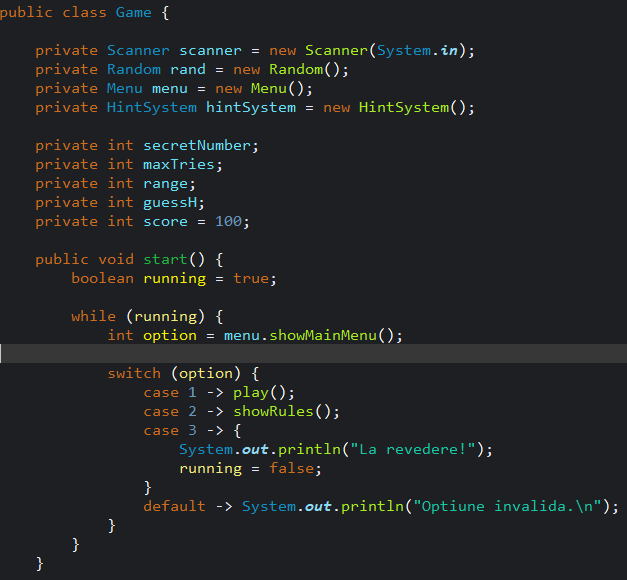 public class Game {
    private Scanner scanner = new Scanner(System.in);
    private Random rand = new Random();
    private Menu menu = new Menu();
    private HintSystem hintSystem = new HintSystem();
    private int secretNumber;
    private int maxTries;
    private int range;
    private int guessH;
    private int score = 100;
    public void start() {
        boolean running = true;
        while (running) {
            int option = menu.showMainMenu();
            switch (option) {
                case 1 -> play();
                case 2 -> showRules();
                case 3 -> {
                    System.out.println("La revedere!");
                    running = false;
                }
                default -> System.out.println("Optiune invalida.\n");
            }
        }
    }